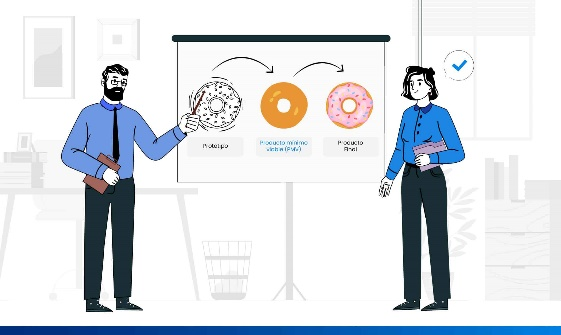 Prototipo
Producto mínimo
viable (PMV)
Producto
Final